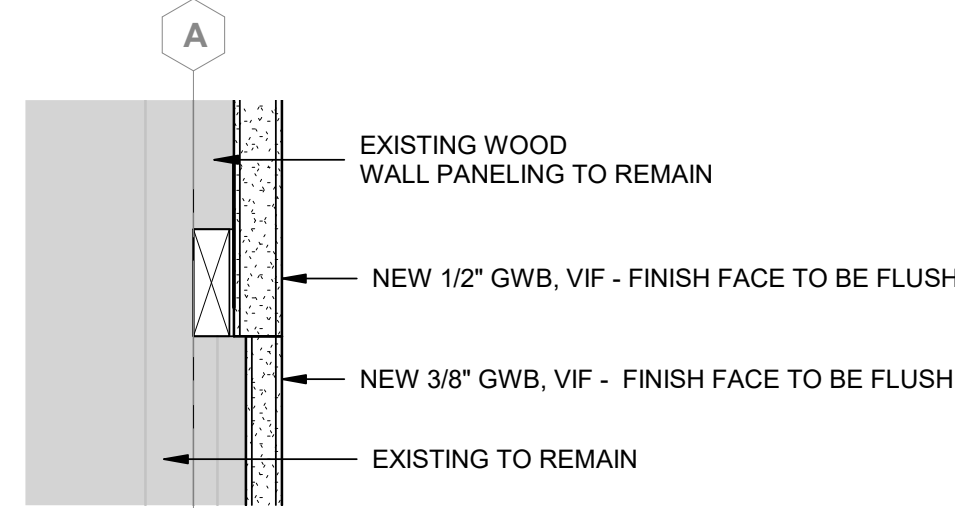 A
EXISTING WOOD
WALL PANELING TO REMAIN
NEW 1/2" GWB, VIF - FINISH FACE TO BE FLUSH
NEW 3/8" GWB, VIF - FINISH FACE TO BE FLUSH
EXISTING TO REMAIN